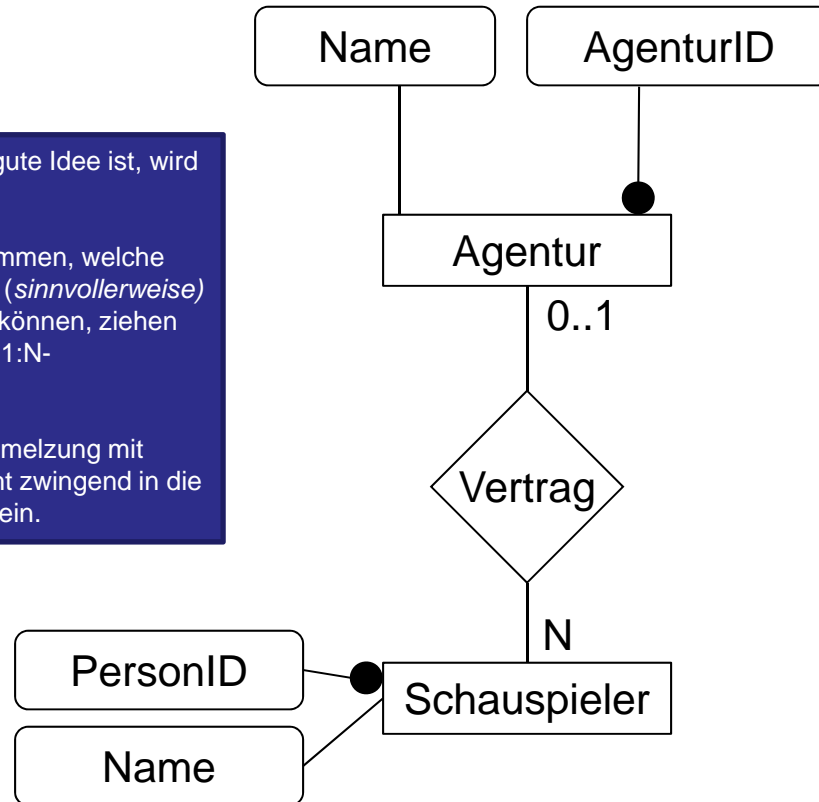 Name
AgenturID
gute Idee ist, wird
mmen, welche
(sinnvollerweise)
können, ziehen
1:N-
melzung mit
nt zwingend in die
ein.
Agentur
0..1
Vertrag
N
PersonID
Schauspieler
Name